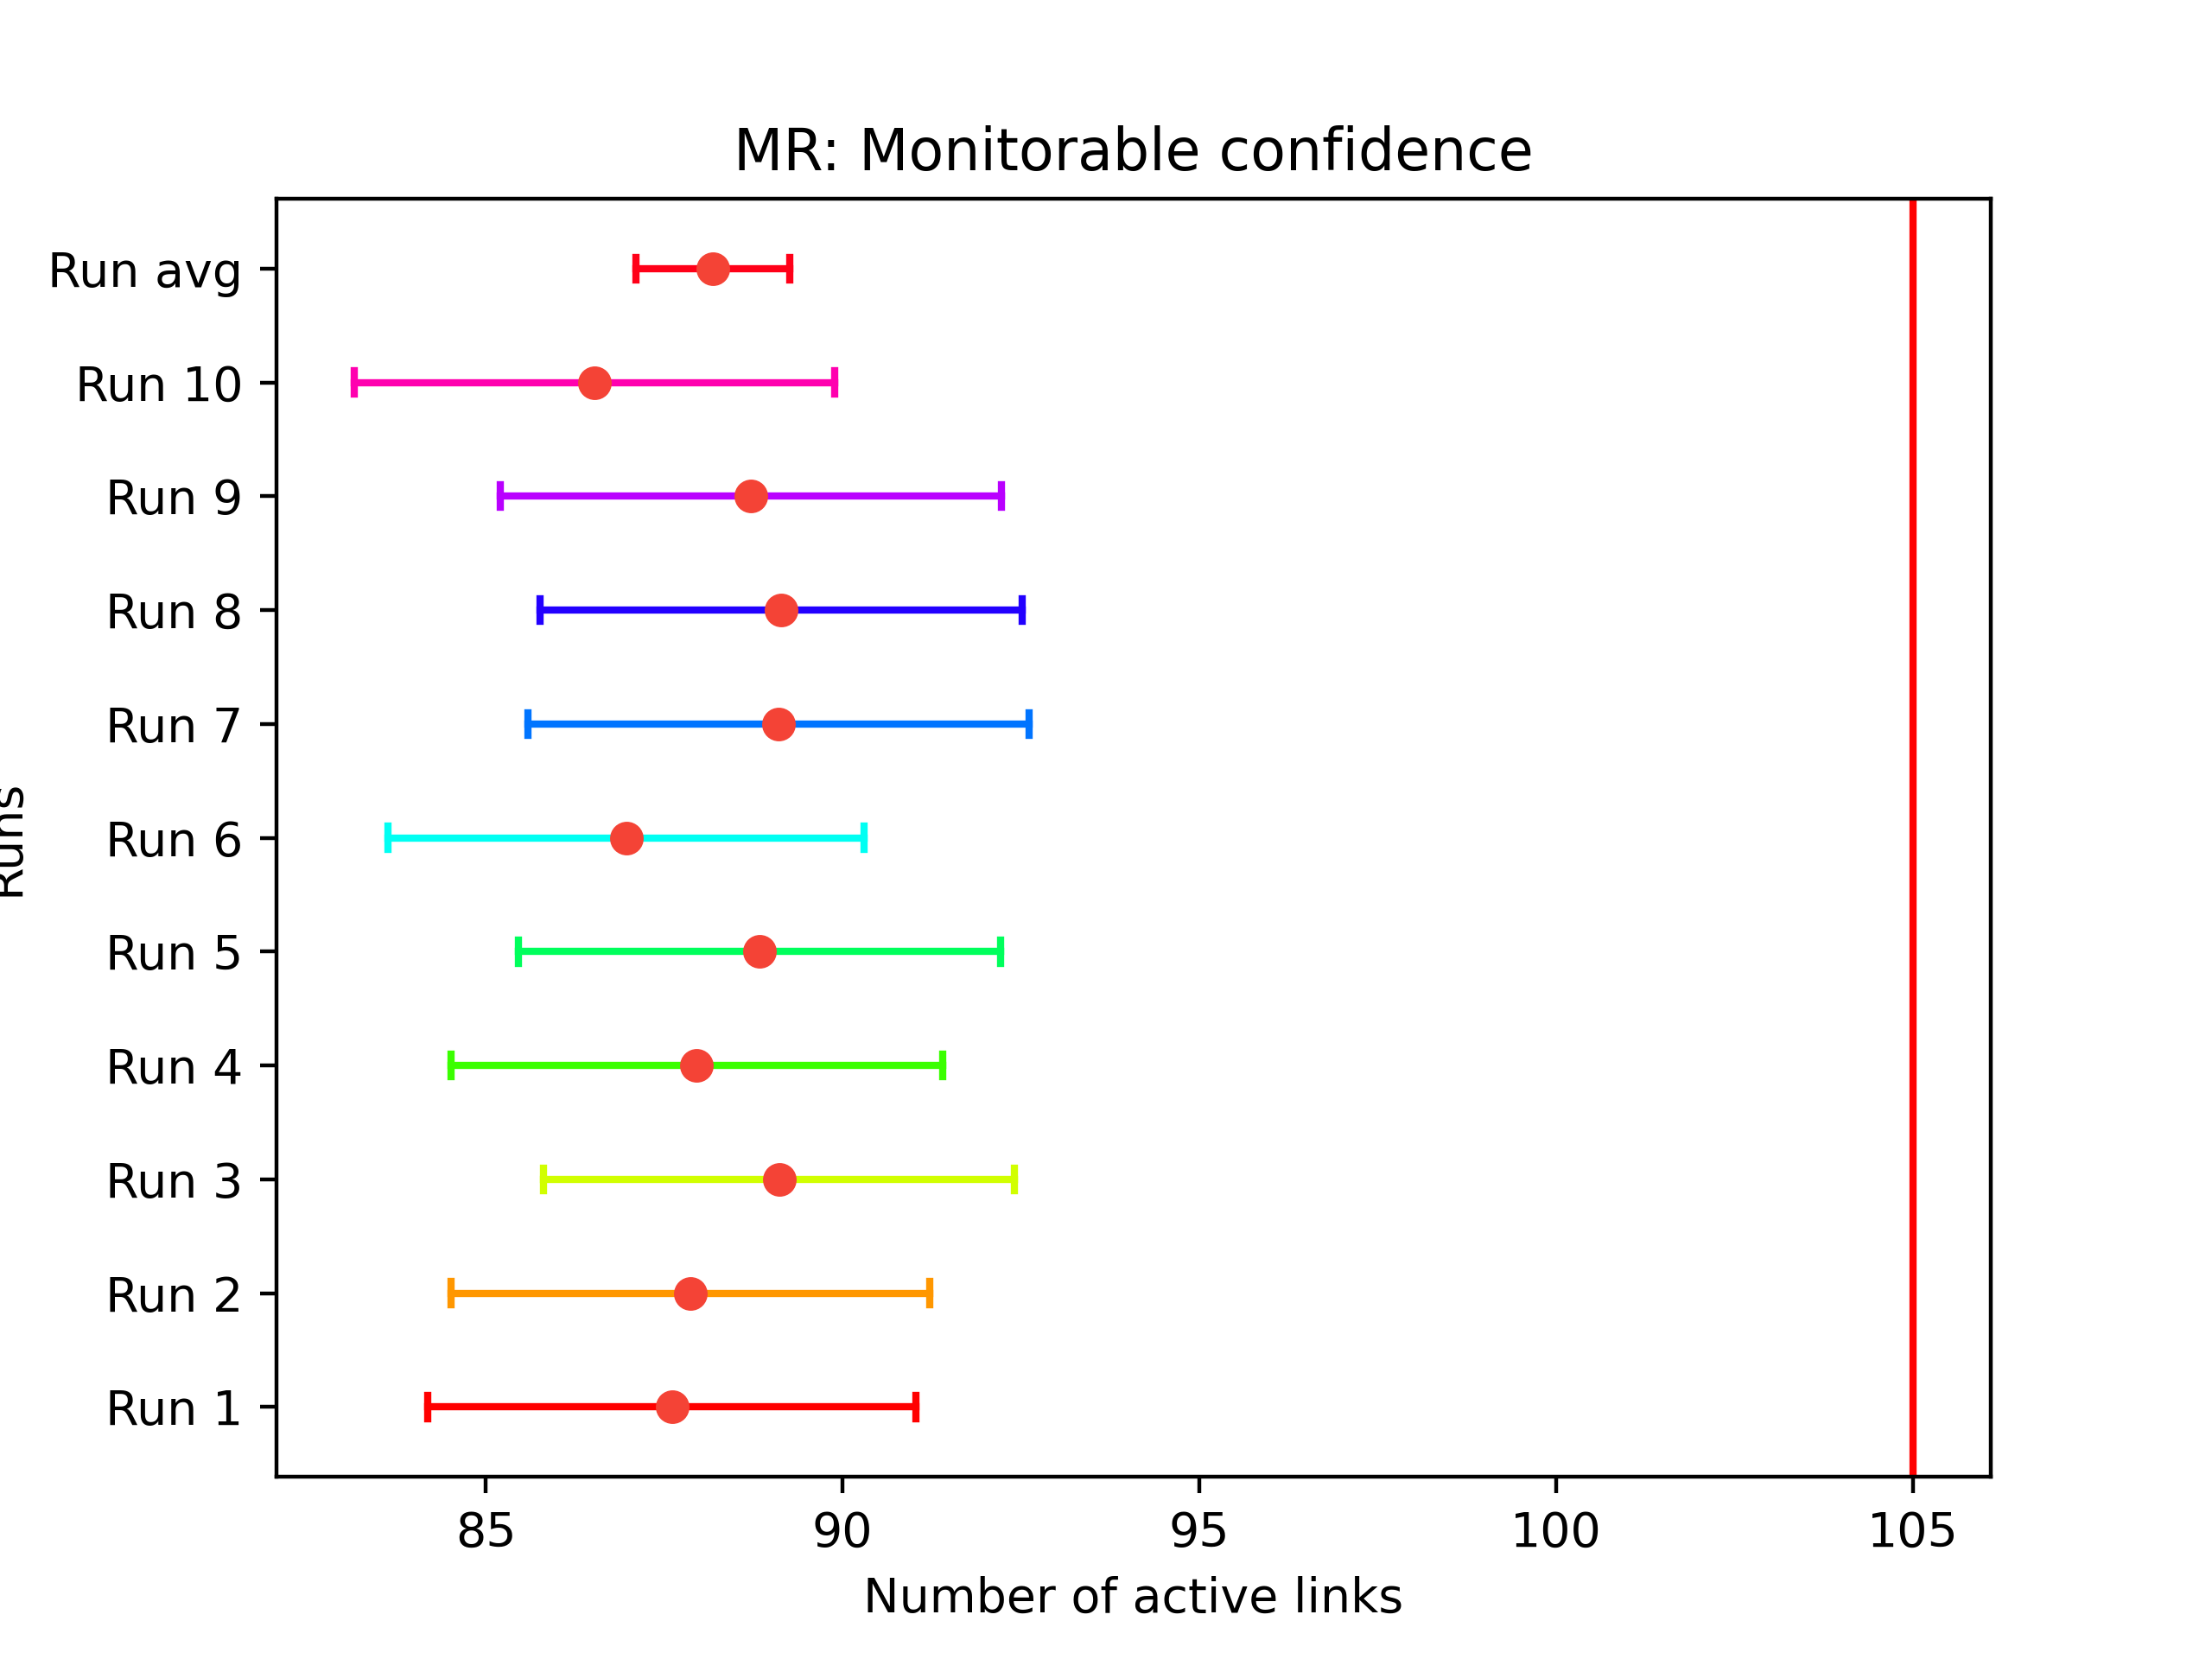 MR: Monitorable confidence
Run avg
Run 10
Run 9
Run 8
Run 7
Run 6
Run 5
Run 4
Run 3
Run 2
Run 1
Runs
85 90 95 100 105
Number of active links